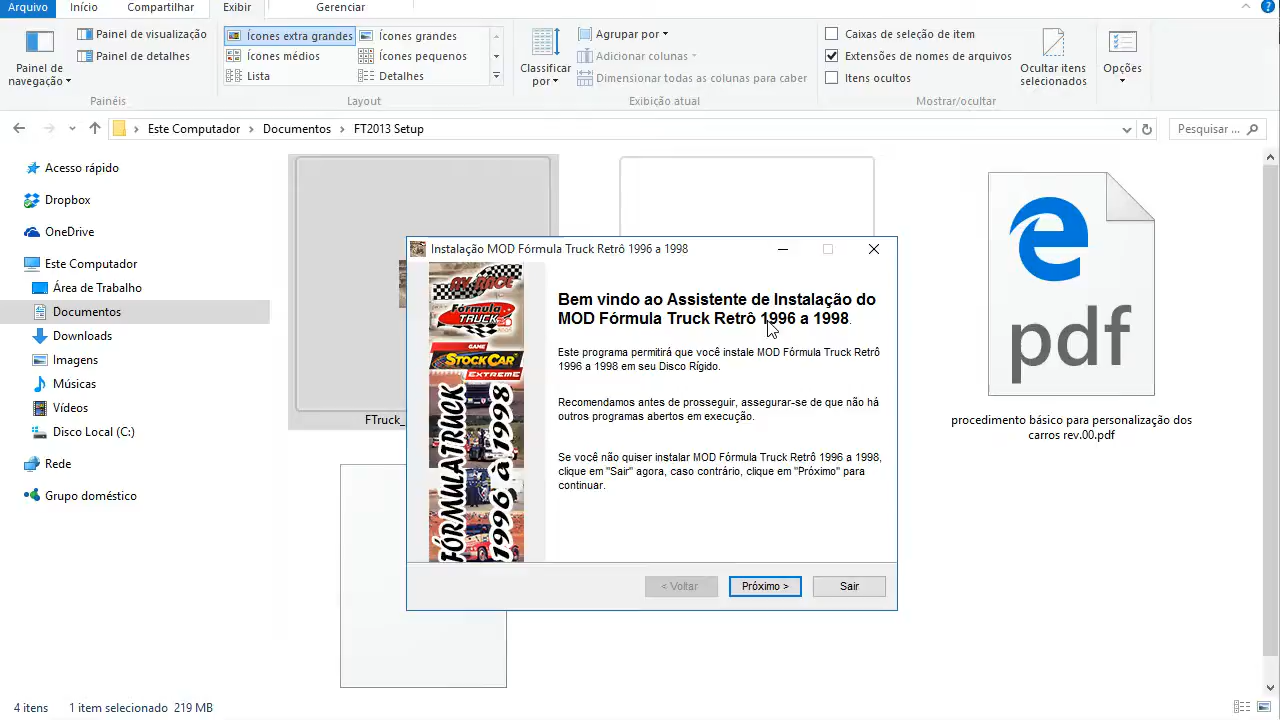 Arquivo Início Compartilhar Exibir Gerenciar
Painel de navegação
Painel de visualização
Painel de detalhes
Painéis
Ícones extra grandes Ícones grandes
Ícones médios Ícones pequenos
Lista Detalhes
Layout
Classificar por
Agrupar por
Adicionar colunas
Dimensionar todas as colunas para caber
Exibição atual
Caixas de seleção de item
Extensões de nomes de arquivos
Itens ocultos
Ocultar itens selecionados
Mostrar/ocultar
Opções
Este Computador Documentos FT2013 Setup
Pesquisar ...
Acesso rápido
Dropbox
OneDrive
Este Computador
Área de Trabalho
Documentos
Downloads
Imagens
Músicas
Vídeos
Disco Local (C:)
Rede
Grupo doméstico
FTruck_
pdf
procedimento básico para personalização dos
carros rev.00.pdf
Instalação MOD Fórmula Truck Retrô 1996 a 1998
RACE
Fórmula
TRUCK
GAME
STOCKCAR
EXTREME
FÓRMULATRUCK
1996 à 1998
Bem vindo ao Assistente de Instalação do
MOD Fórmula Truck Retrô 1996 a 1998
Este programa permitirá que você instale MOD Fórmula Truck Retrô
1996 a 1998 em seu Disco Rígido.
Recomendamos antes de prosseguir, assegurar-se de que não há
outros programas abertos em execução.
Se você não quiser instalar MOD Fórmula Truck Retrô 1996 a 1998,
clique em "Sair" agora, caso contrário, clique em "Próximo" para
continuar.
< Voltar Próximo > Sair
4 itens 1 item selecionado 219 MB